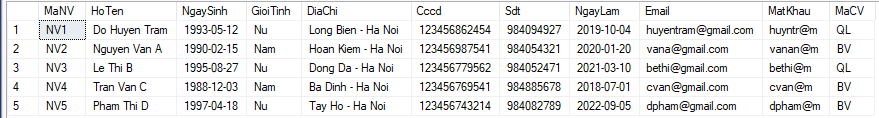 MaNV HoTen NgaySinh GioiTinh DiaChi Cccd Sdt NgayLam Email MatKhau MaCV
1 NV1 Do Huyen Tram 1993-05-12 Nu Long Bien - Ha Noi 123456862454 984094927 2019-10-04 huyentram@gmail.com huyntr@m QL
2 NV2 Nguyen Van A 1990-02-15 Nam Hoan Kiem - Ha Noi 123456987541 984054321 2020-01-20 vana@gmail.com vanan@m BV
3 NV3 Le Thi B 1995-08-27 Nu Dong Da - Ha Noi 123456779562 984052471 2021-03-10 bethi@gmail.com bethi@m QL
4 NV4 Tran Van C 1988-12-03 Nam Ba Dinh - Ha Noi 123456769541 984885678 2018-07-01 cvan@gmail.com cvan@m BV
5 NV5 Pham Thi D 1997-04-18 Nu Tay Ho - Ha Noi 123456743214 984082789 2022-09-05 dpham@gmail.com dpham@m BV